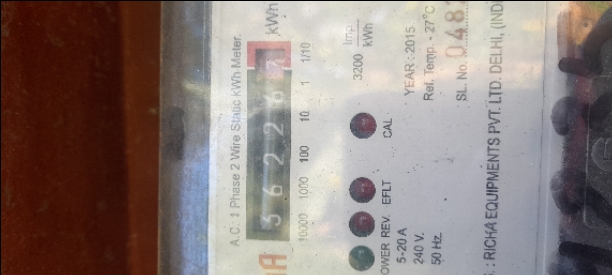 A.C. 1 Phase 2 Wire Static kWh Meter.
3 6 2 2 6 kWh
10000 1000 100 10 1 1/10
3200 Imp. kWh
CAL
EFLT
REV.
OWER
5-20 A
240 V.
50 Hz.
YEAR : 2015
Rel. Temp. - 27°C
SL. No. 048
: RICHA EQUIPMENTS PVT. LTD. DELHI, (IND